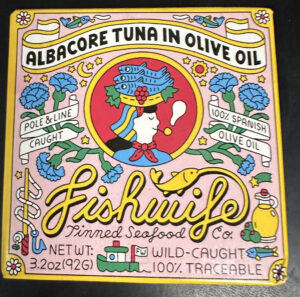 ALBACORE TUNA IN OLIVE OIL
POLE & LINE
CAUGHT
100% SPANISH
OLIVE OIL
Fishwife
Tinned Seafood Co.
NET WT: WILD-CAUGHT
3.2oz (92G) 100% TRACEABLE